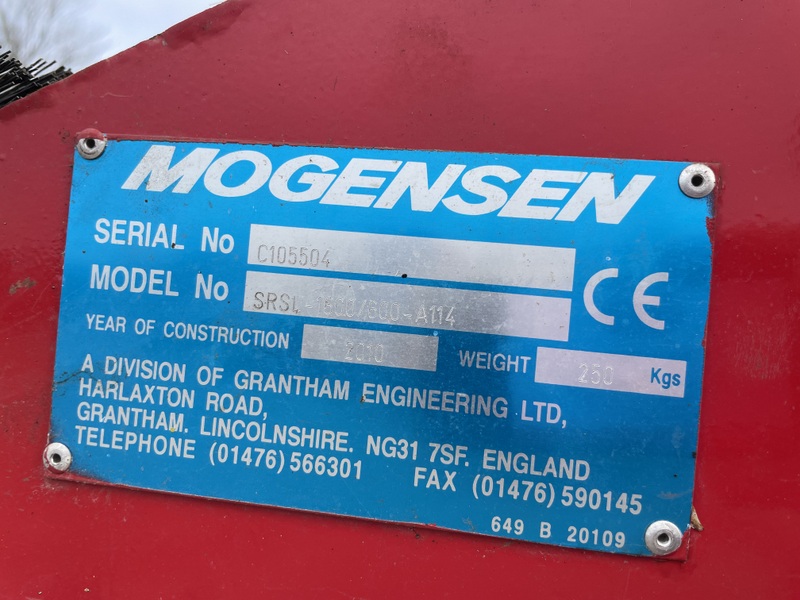 MOGENSEN
SERIAL No C105504
MODEL No A114
CE
YEAR OF CONSTRUCTION 2010 WEIGHT 250 Kgs
A DIVISION OF GRANTHAM ENGINEERING LTD,
HARLAXTON ROAD,
GRANTHAM. LINCOLNSHIRE. NG31 7SF. ENGLAND
TELEPHONE (01476) 566301 FAX (01476) 590145
649 B 20109